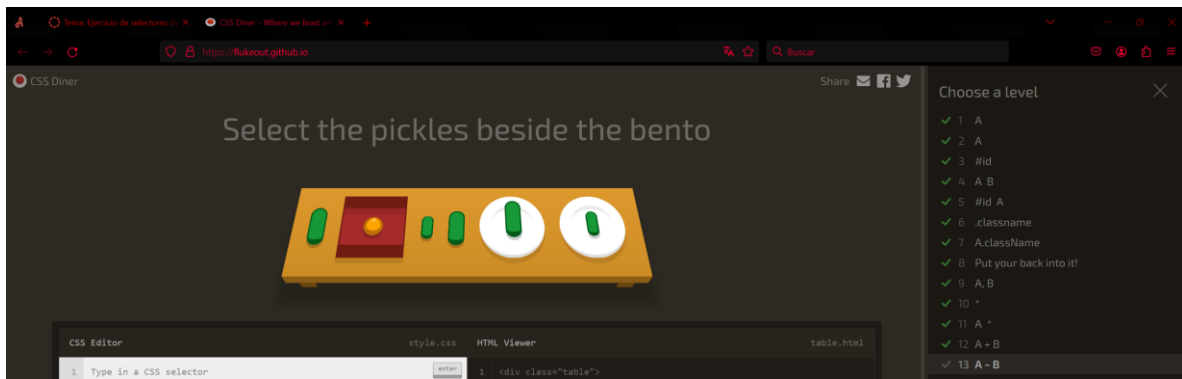 Tema: Ejercicio de selectores de
CSS Diner - Where we feast on
https://flukeout.github.io
Buscar
CSS Diner
Share
Select the pickles beside the bento
CSS Editor
style.css
HTML Viewer
table.html
1 Type in a CSS selector
enter
1 <div class="table">
Choose a level
1 A
2 A
3 #id
4 A B
5 #id A
6 .classname
7 A.className
8 Put your back into it!
9 A, B
10 *
11 A *
12 A + B
13 A ~ B